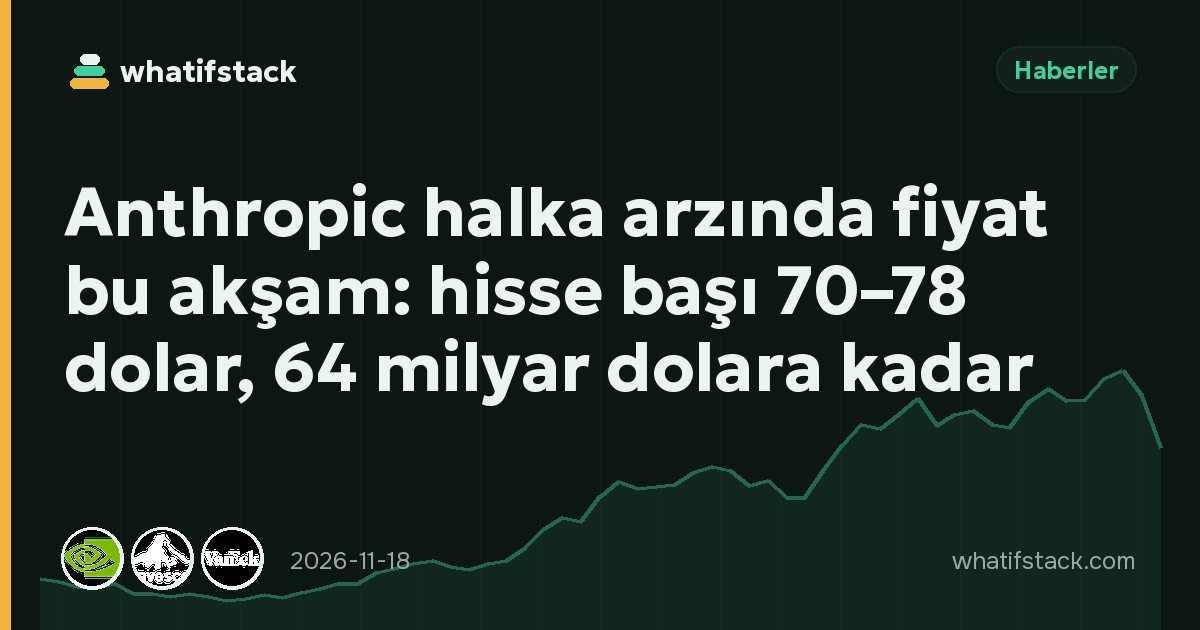 whatifstack
Haberler
Anthropic halka arzında fiyat
bu akşam: hisse başı 70–78
dolar, 64 milyar dolara kadar
2026-11-18
whatifstack.com